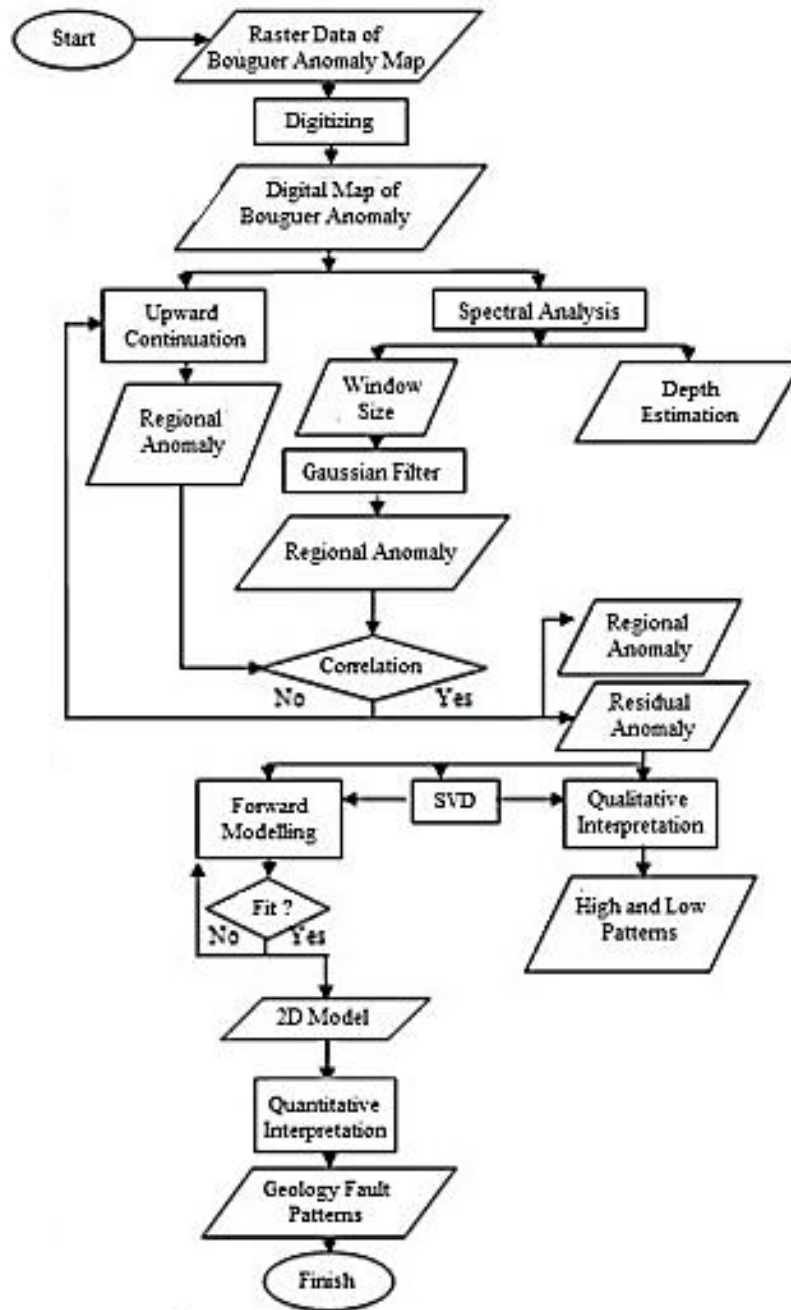 Start
Raster Data of
Bouguer Anomaly Map
Digitizing
Digital Map of
Bouguer Anomaly
Upward
Continuation
Spectral Analysis
Window
Size
Depth
Estimation
Regional
Anomaly
Gaussian Filter
Regional Anomaly
Correlation
No
Yes
Regional
Anomaly
Residual
Anomaly
Forward
Modelling
SVD
Qualitative
Interpretation
Fit ?
No
Yes
High and Low
Patterns
2D Model
Quantitative
Interpretation
Geology Fault
Patterns
Finish